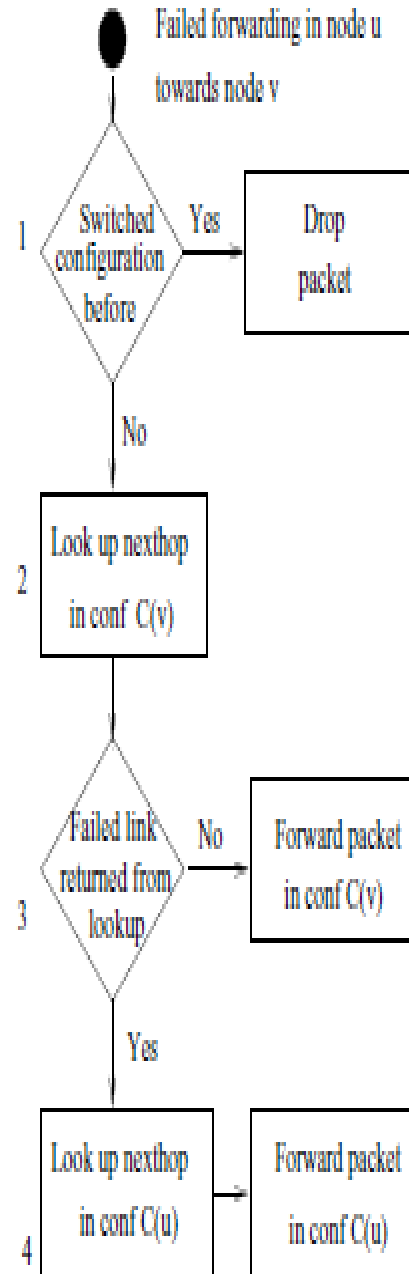 Failed forwarding in node u
towards node v
1
Switched
configuration
before
Yes
Drop
packet
No
2
Look up nexthop
in conf C(v)
3
Failed link
returned from
lookup
No
Forward packet
in conf C(v)
Yes
4
Look up nexthop
in conf C(u)
Forward packet
in conf C(u)